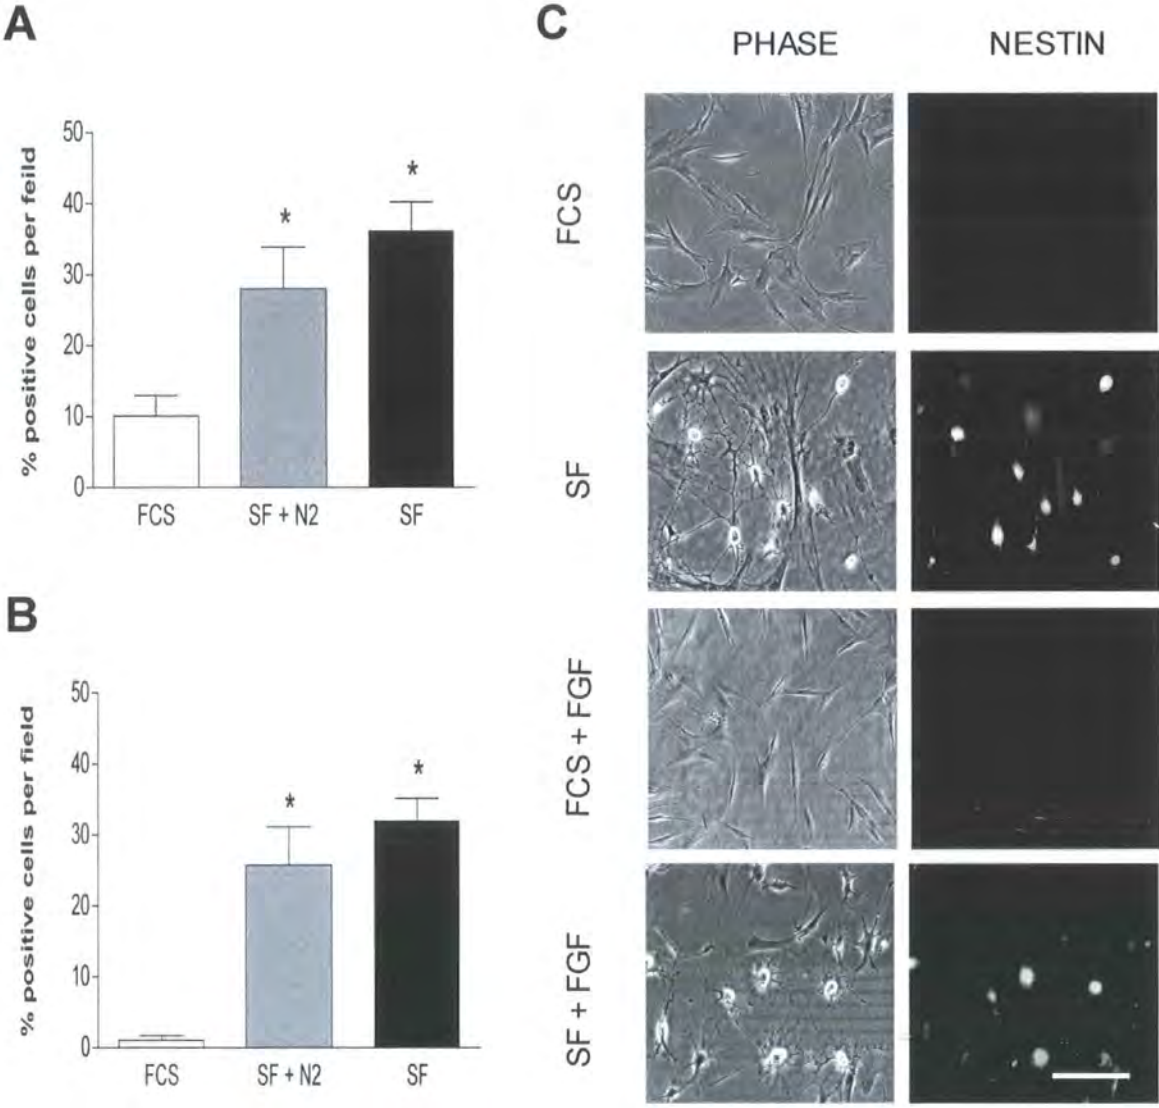 A
% positive cells per feild
50
40
30
20
10
0
*
*
FCS
SF + N2
SF
B
% positive cells per field
50
40
30
20
10
0
*
*
FCS
SF + N2
SF
C
PHASE
NESTIN
FCS
SF
FCS + FGF
SF + FGF